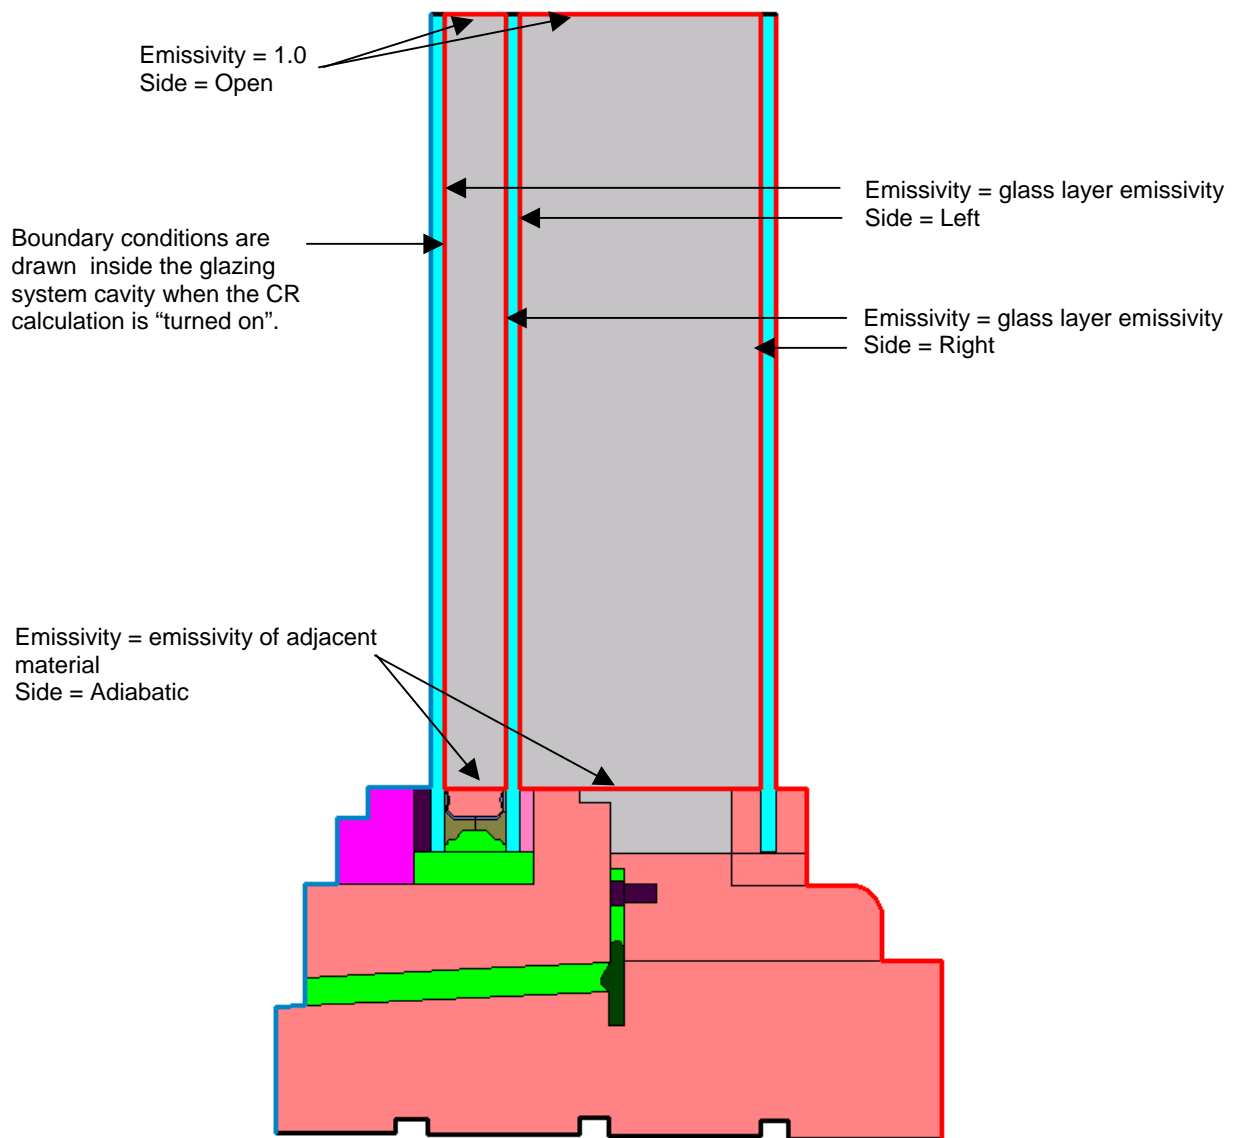 Emissivity = 1.0
Side = Open
Emissivity = glass layer emissivity
Side = Left
Boundary conditions are
drawn inside the glazing
system cavity when the CR
calculation is “turned on”.
Emissivity = glass layer emissivity
Side = Right
Emissivity = emissivity of adjacent
material
Side = Adiabatic